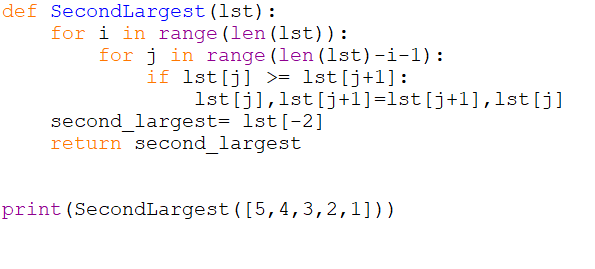 def SecondLargest(lst):
    for i in range(len(lst)):
        for j in range(len(lst)-i-1):
            if lst[j] >= lst[j+1]:
                lst[j],lst[j+1]=lst[j+1],lst[j]
    second_largest= lst[-2]
    return second_largest
print(SecondLargest([5,4,3,2,1]))